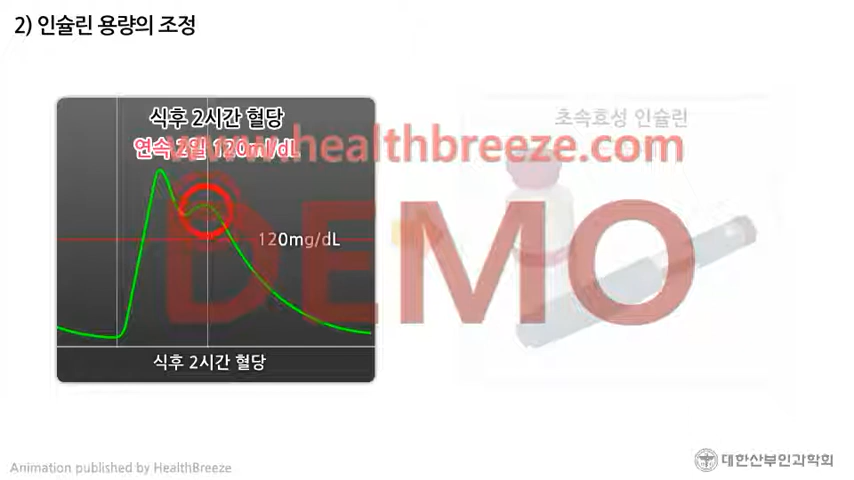 2) 인슐린 용량의 조정
식후 2시간 혈당
연속 2일 120ml/dL
120mg/dL
식후 2시간 혈당
초속효성 인슐린
www.healthbreeze.com
DEMO
Animation published by HealthBreeze
대한산부인과학회